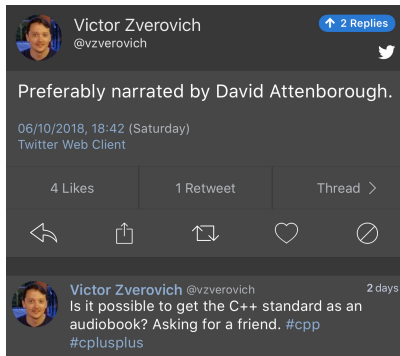 Victor Zverovich
@vzverovich
2 Replies
Preferably narrated by David Attenborough.
06/10/2018, 18:42 (Saturday)
Twitter Web Client
4 Likes
1 Retweet
Thread
Victor Zverovich @vzverovich 2 days
Is it possible to get the C++ standard as an
audiobook? Asking for a friend. #cpp
#cplusplus